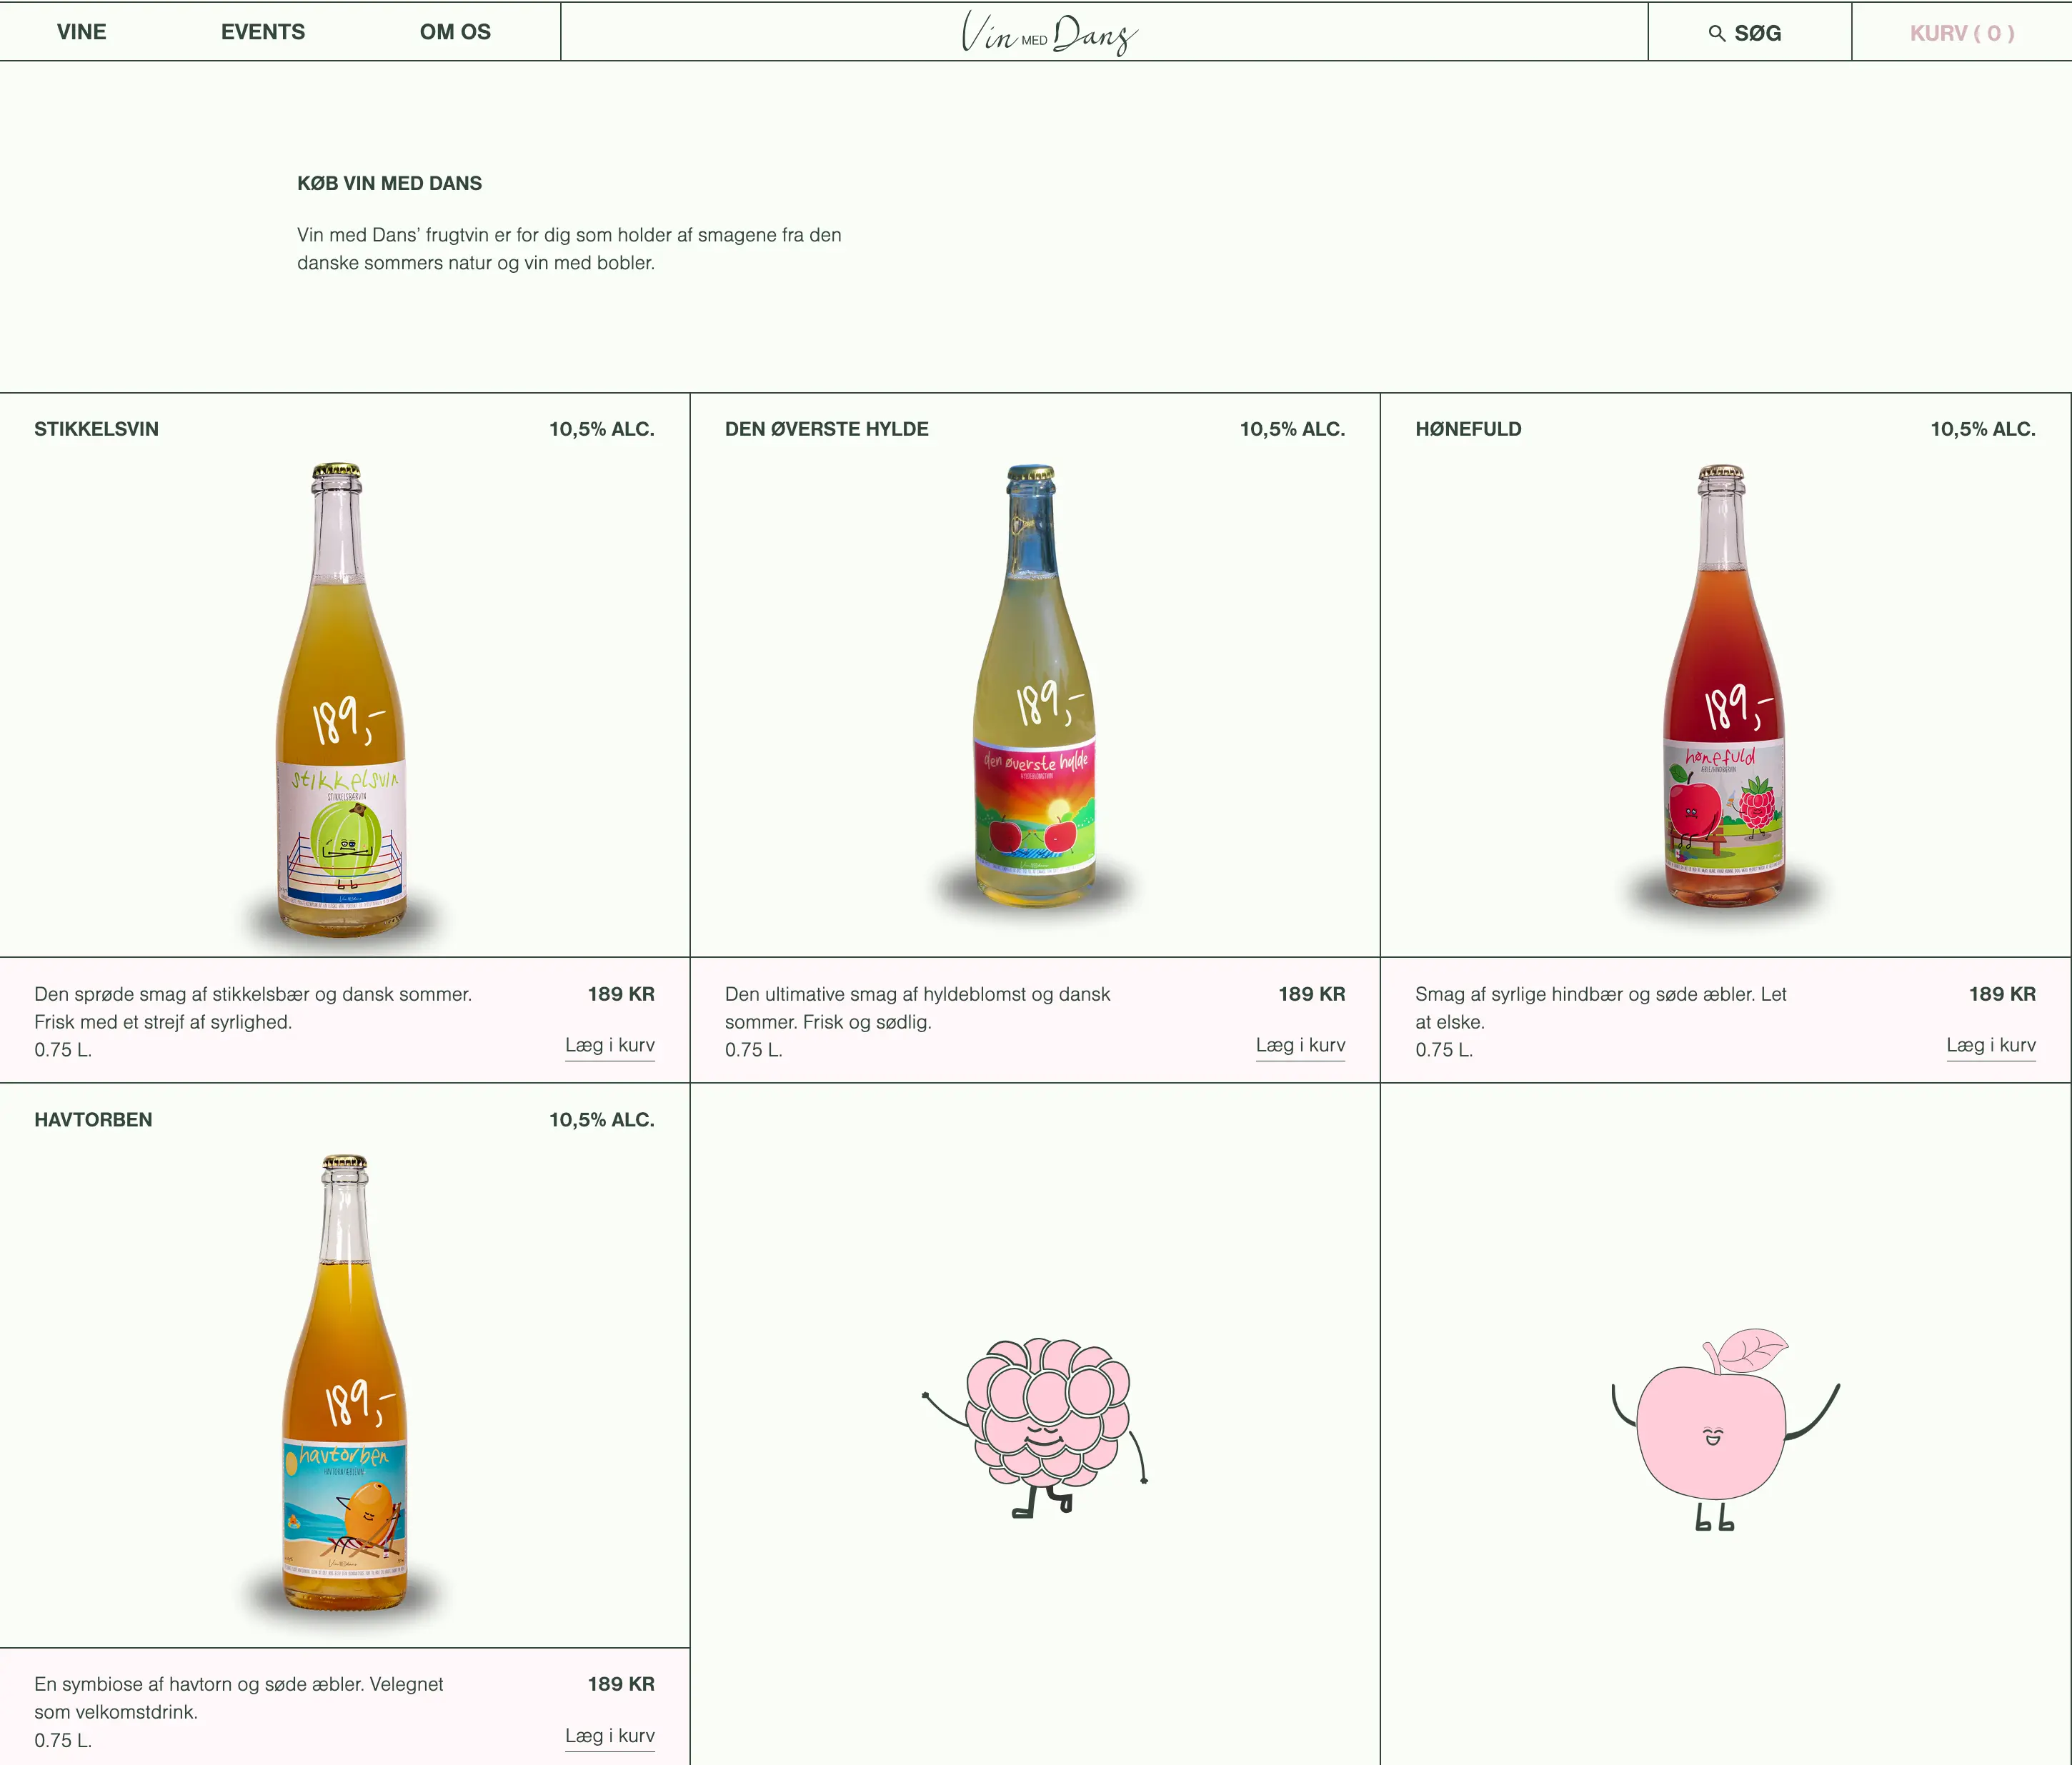 VINE EVENTS OM OS Vin MED Dans SØG KURV ( 0 )
KØB VIN MED DANS
Vin med Dans’ frugtvin er for dig som holder af smagene fra den
danske sommers natur og vin med bobler.
STIKKELSVIN 10,5% ALC.
189,-
stikkelsvin
STIKKELSBÆRVIN
Den sprøde smag af stikkelsbær og dansk sommer.
Frisk med et strejf af syrlighed.
0.75 L.
189 KR
Læg i kurv
DEN ØVERSTE HYLDE 10,5% ALC.
189,-
den øverste hylde
HYLDEBLOMSTVIN
Den ultimative smag af hyldeblomst og dansk
sommer. Frisk og sødlig.
0.75 L.
189 KR
Læg i kurv
HØNEFULD 10,5% ALC.
189,-
hønefuld
Smag af syrlige hindbær og søde æbler. Let
at elske.
0.75 L.
189 KR
Læg i kurv
HAVTORBEN 10,5% ALC.
189,-
havtorben
En symbiose af havtorn og søde æbler. Velegnet
som velkomstdrink.
0.75 L.
189 KR
Læg i kurv